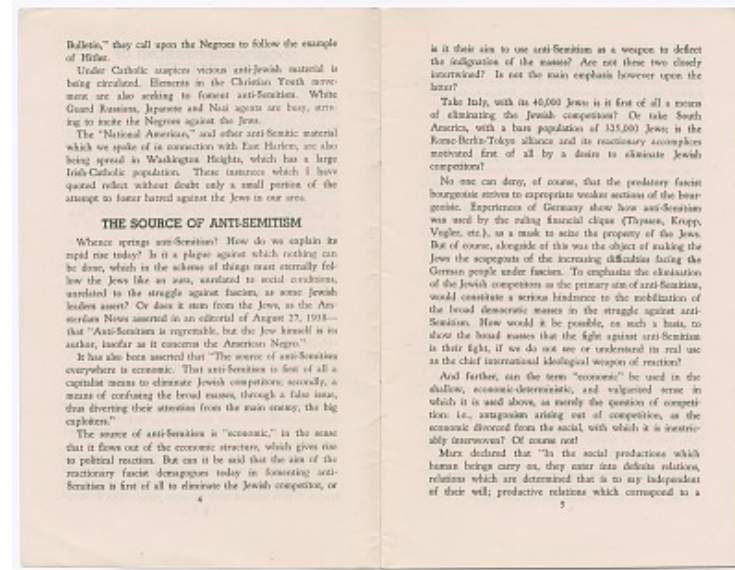 Bulletin," they call upon the Negroes to follow the example
of Hitler.
Under Catholic auspices vicious anti-Jewish material is
being circulated. Elements in the Christian Youth move-
ment are also seeking to foment anti-Semitism. White
Guard Russians, Japanese and Nazi agents are busy, striv-
ing to incite the Negroes against the Jews.
The "National American," and other anti-Semitic material
which we spoke of in connection with East Harlem, are also
being spread in Washington Heights, which has a large
Irish-Catholic population. These instances which I have
quoted reflect without doubt only a small portion of the
attempt to foster hatred against the Jews in our area.
THE SOURCE OF ANTI-SEMITISM
Whence springs anti-Semitism? How do we explain its
rapid rise today? Is it a plague against which nothing can
be done, which in the scheme of things must eternally fol-
low the Jews like an aura, unrelated to social conditions,
unrelated to the struggle against fascism, as some Jewish
leaders assert? Or does it stem from the Jews, as the Am-
sterdam News asserted in an editorial of August 27, 1938—
that "Anti-Semitism is regrettable, but the Jew himself is its
author, insofar as it concerns the American Negro."
It has also been asserted that "The source of anti-Semitism
everywhere is economic. That anti-Semitism is first of all a
capitalist means to eliminate Jewish competitors; secondly, a
means of confusing the broad masses, through a false issue,
thus diverting their attention from the main enemy, the big
exploiters."
The source of anti-Semitism is "economic," in the sense
that it flows out of the economic structure, which gives rise
to political reaction. But can it be said that the aim of the
reactionary fascist demagogues today in fomenting anti-
Semitism is first of all to eliminate the Jewish competitor, or
4
is it their aim to use anti-Semitism as a weapon to deflect
the indignation of the masses? Are not these two closely
intertwined? Is not the main emphasis however upon the
latter?
Take Italy, with its 40,000 Jews; is it first of all a means
of eliminating the Jewish competitors? Or take South
America, with a bare population of 325,000 Jews; is the
Rome-Berlin-Tokyo alliance and its reactionary accomplices
motivated first of all by a desire to eliminate Jewish
competitors?
No one can deny, of course, that the predatory fascist
bourgeoisie strives to expropriate weaker sections of the bour-
geoisie. Experiences of Germany show how anti-Semitism
was used by the ruling financial clique (Thyssen, Krupp,
Vogler, etc.), as a mask to seize the property of the Jews.
But of course, alongside of this was the object of making the
Jews the scapegoats of the increasing difficulties facing the
German people under fascism. To emphasize the elimination
of the Jewish competitors as the primary aim of anti-Semitism,
would constitute a serious hindrance to the mobilization of
the broad democratic masses in the struggle against anti-
Semitism. How would it be possible, on such a basis, to
show the broad masses that the fight against anti-Semitism
is their fight, if we do not see or understand its real use
as the chief international ideological weapon of reaction?
And further, can the term "economic" be used in the
shallow, economic-deterministic, and vulgarized sense in
which it is used above, as merely the question of competi-
tion: i.e., antagonism arising out of competition, as the
economic divorced from the social, with which it is inextric-
ably interwoven? Of course not!
Marx declared that "In the social productions which
human beings carry on, they enter into definite relations,
relations which are determined that is to say independent
of their will; productive relations which correspond to a
5